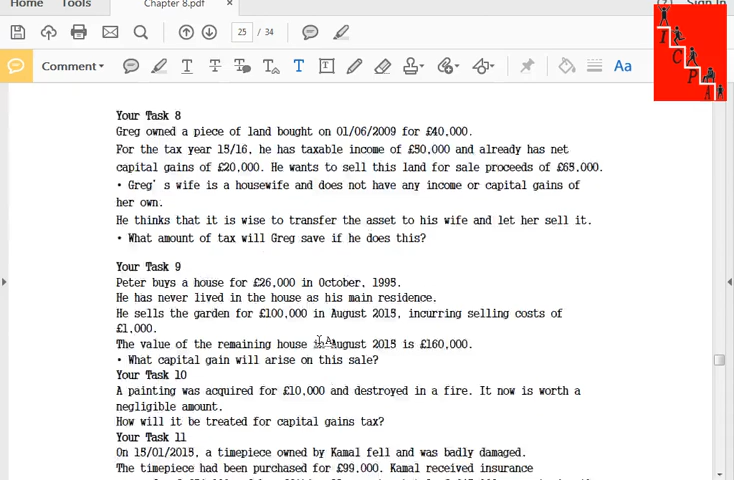 Home Tools Chapter 8.pdf × Sign In
25 / 34
Comment
Aa
I
C
P
A
Your Task 8
Greg owned a piece of land bought on 01/06/2009 for £40,000.
For the tax year 15/16, he has taxable income of £50,000 and already has net
capital gains of £20,000. He wants to sell this land for sale proceeds of £65,000.
• Greg's wife is a housewife and does not have any income or capital gains of
her own.
He thinks that it is wise to transfer the asset to his wife and let her sell it.
• What amount of tax will Greg save if he does this?
Your Task 9
Peter buys a house for £26,000 in October, 1995.
He has never lived in the house as his main residence.
He sells the garden for £100,000 in August 2015, incurring selling costs of
£1,000.
The value of the remaining house in August 2015 is £160,000.
• What capital gain will arise on this sale?
Your Task 10
A painting was acquired for £10,000 and destroyed in a fire. It now is worth a
negligible amount.
How will it be treated for capital gains tax?
Your Task 11
On 15/01/2015, a timepiece owned by Kamal fell and was badly damaged.
The timepiece had been purchased for £99,000. Kamal received insurance